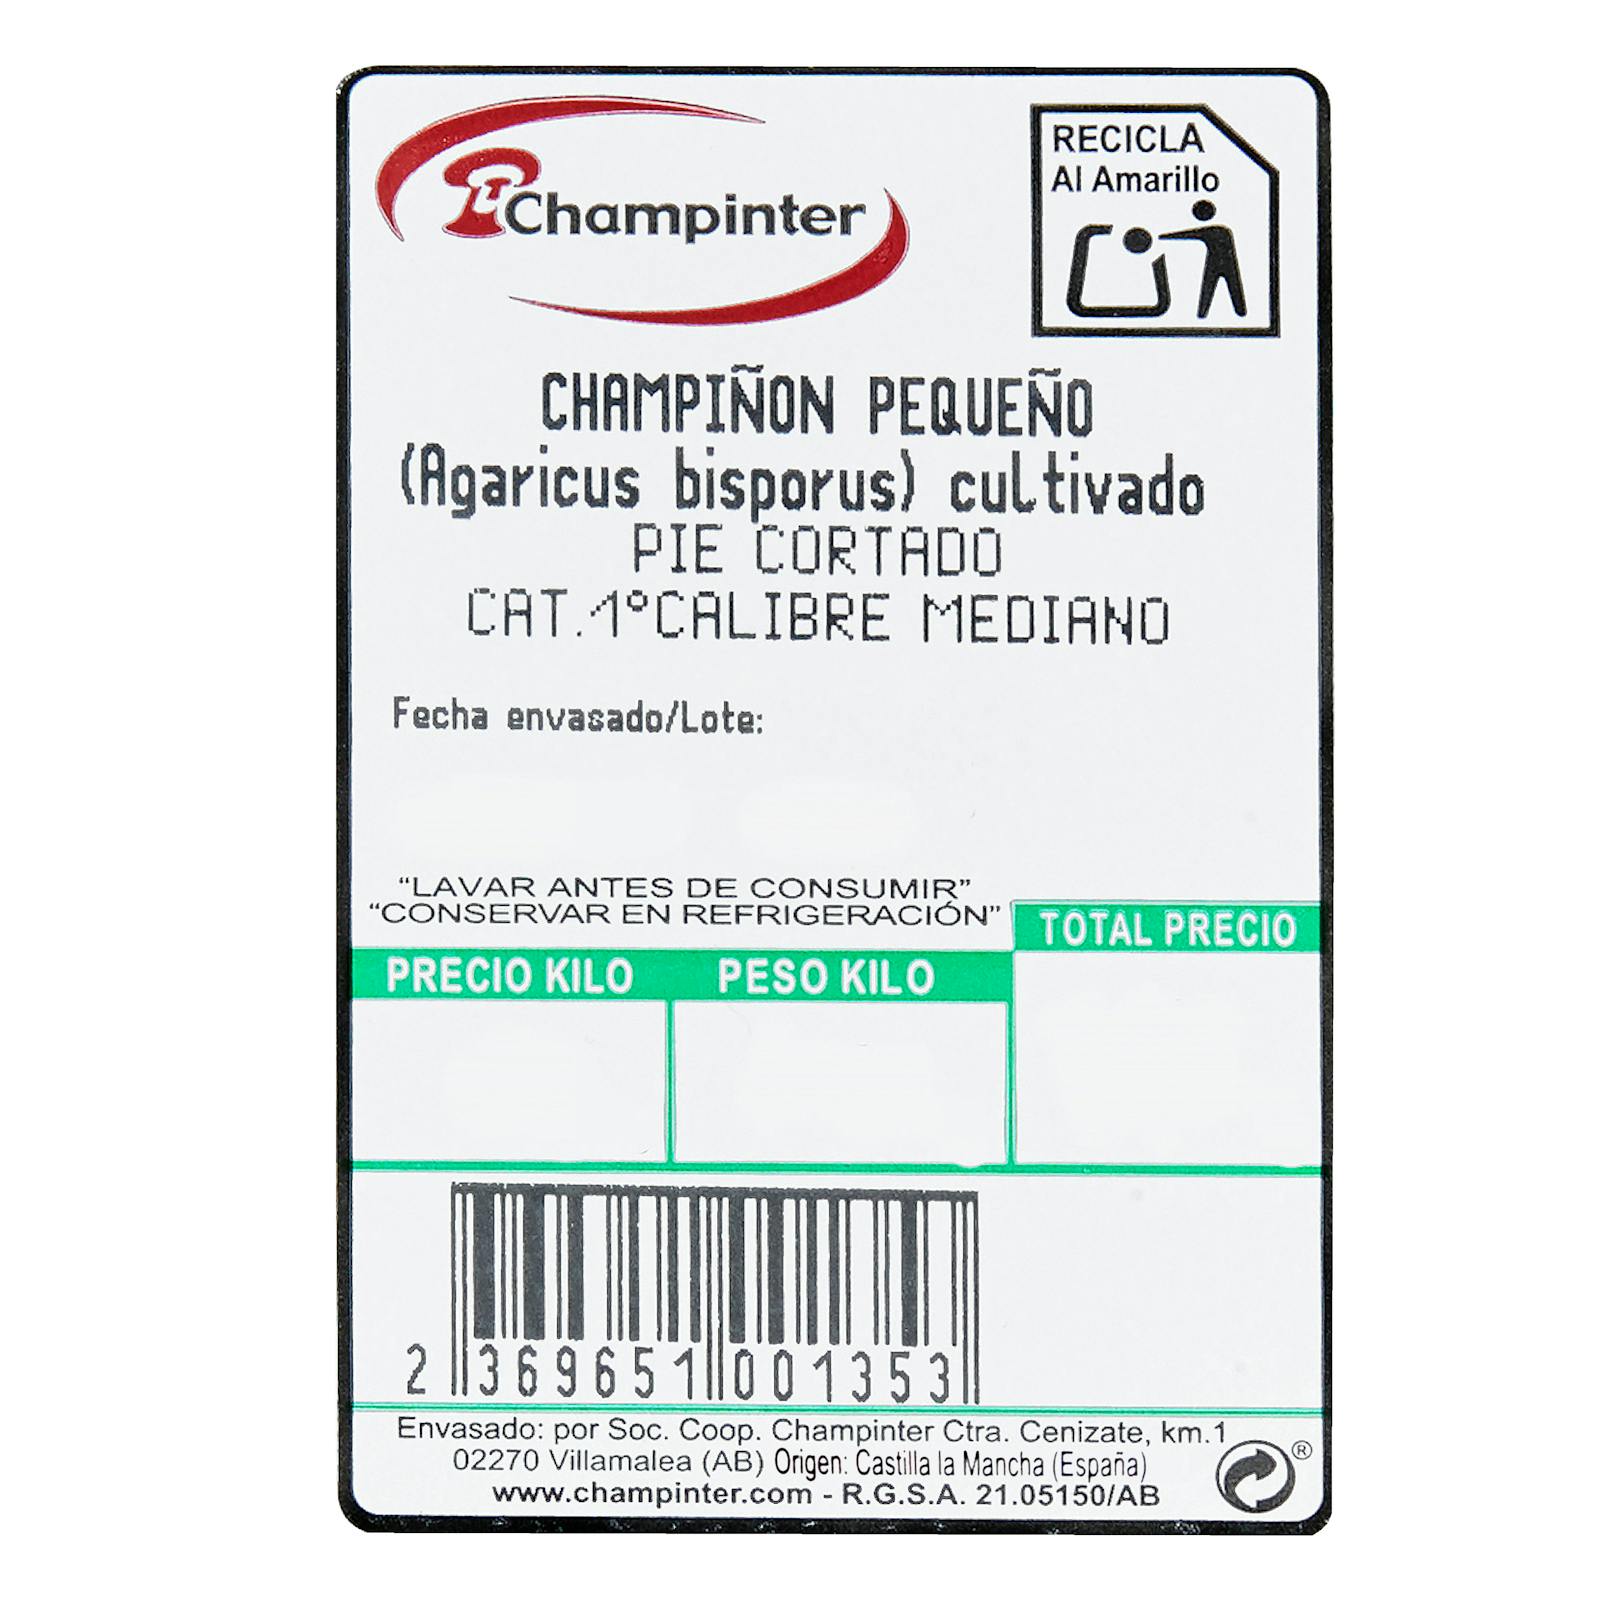 Champinter
RECICLA
Al Amarillo
CHAMPIÑON PEQUEÑO
(Agaricus bisporus) cultivado
PIE CORTADO
CAT.1ºCALIBRE MEDIANO
Fecha envasado/Lote:
“LAVAR ANTES DE CONSUMIR”
“CONSERVAR EN REFRIGERACIÓN”
TOTAL PRECIO
PRECIO KILO PESO KILO
2 369651 001353
Envasado: por Soc. Coop. Champinter Ctra. Cenizate, km.1
02270 Villamalea (AB) Origen: Castilla la Mancha (España)
www.champinter.com - R.G.S.A. 21.05150/AB
®